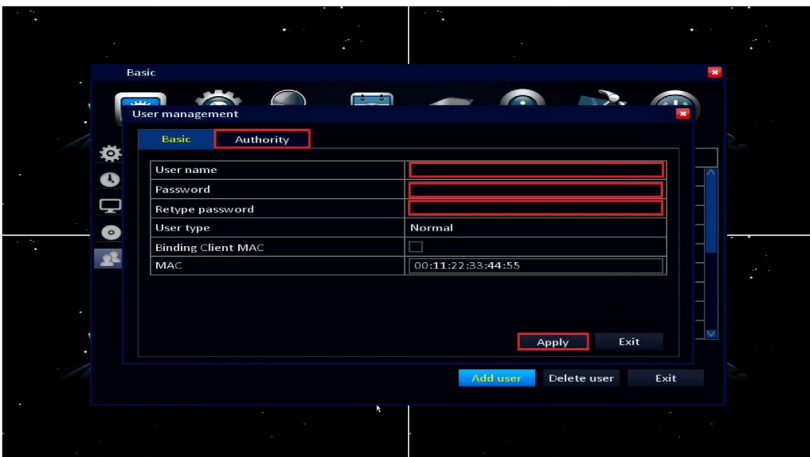 Basic
User management
Basic Authority
User name
Password
Retype password
User type Normal
Binding Client MAC
MAC 00:11:22:33:44:55
Apply Exit
Add user Delete user Exit